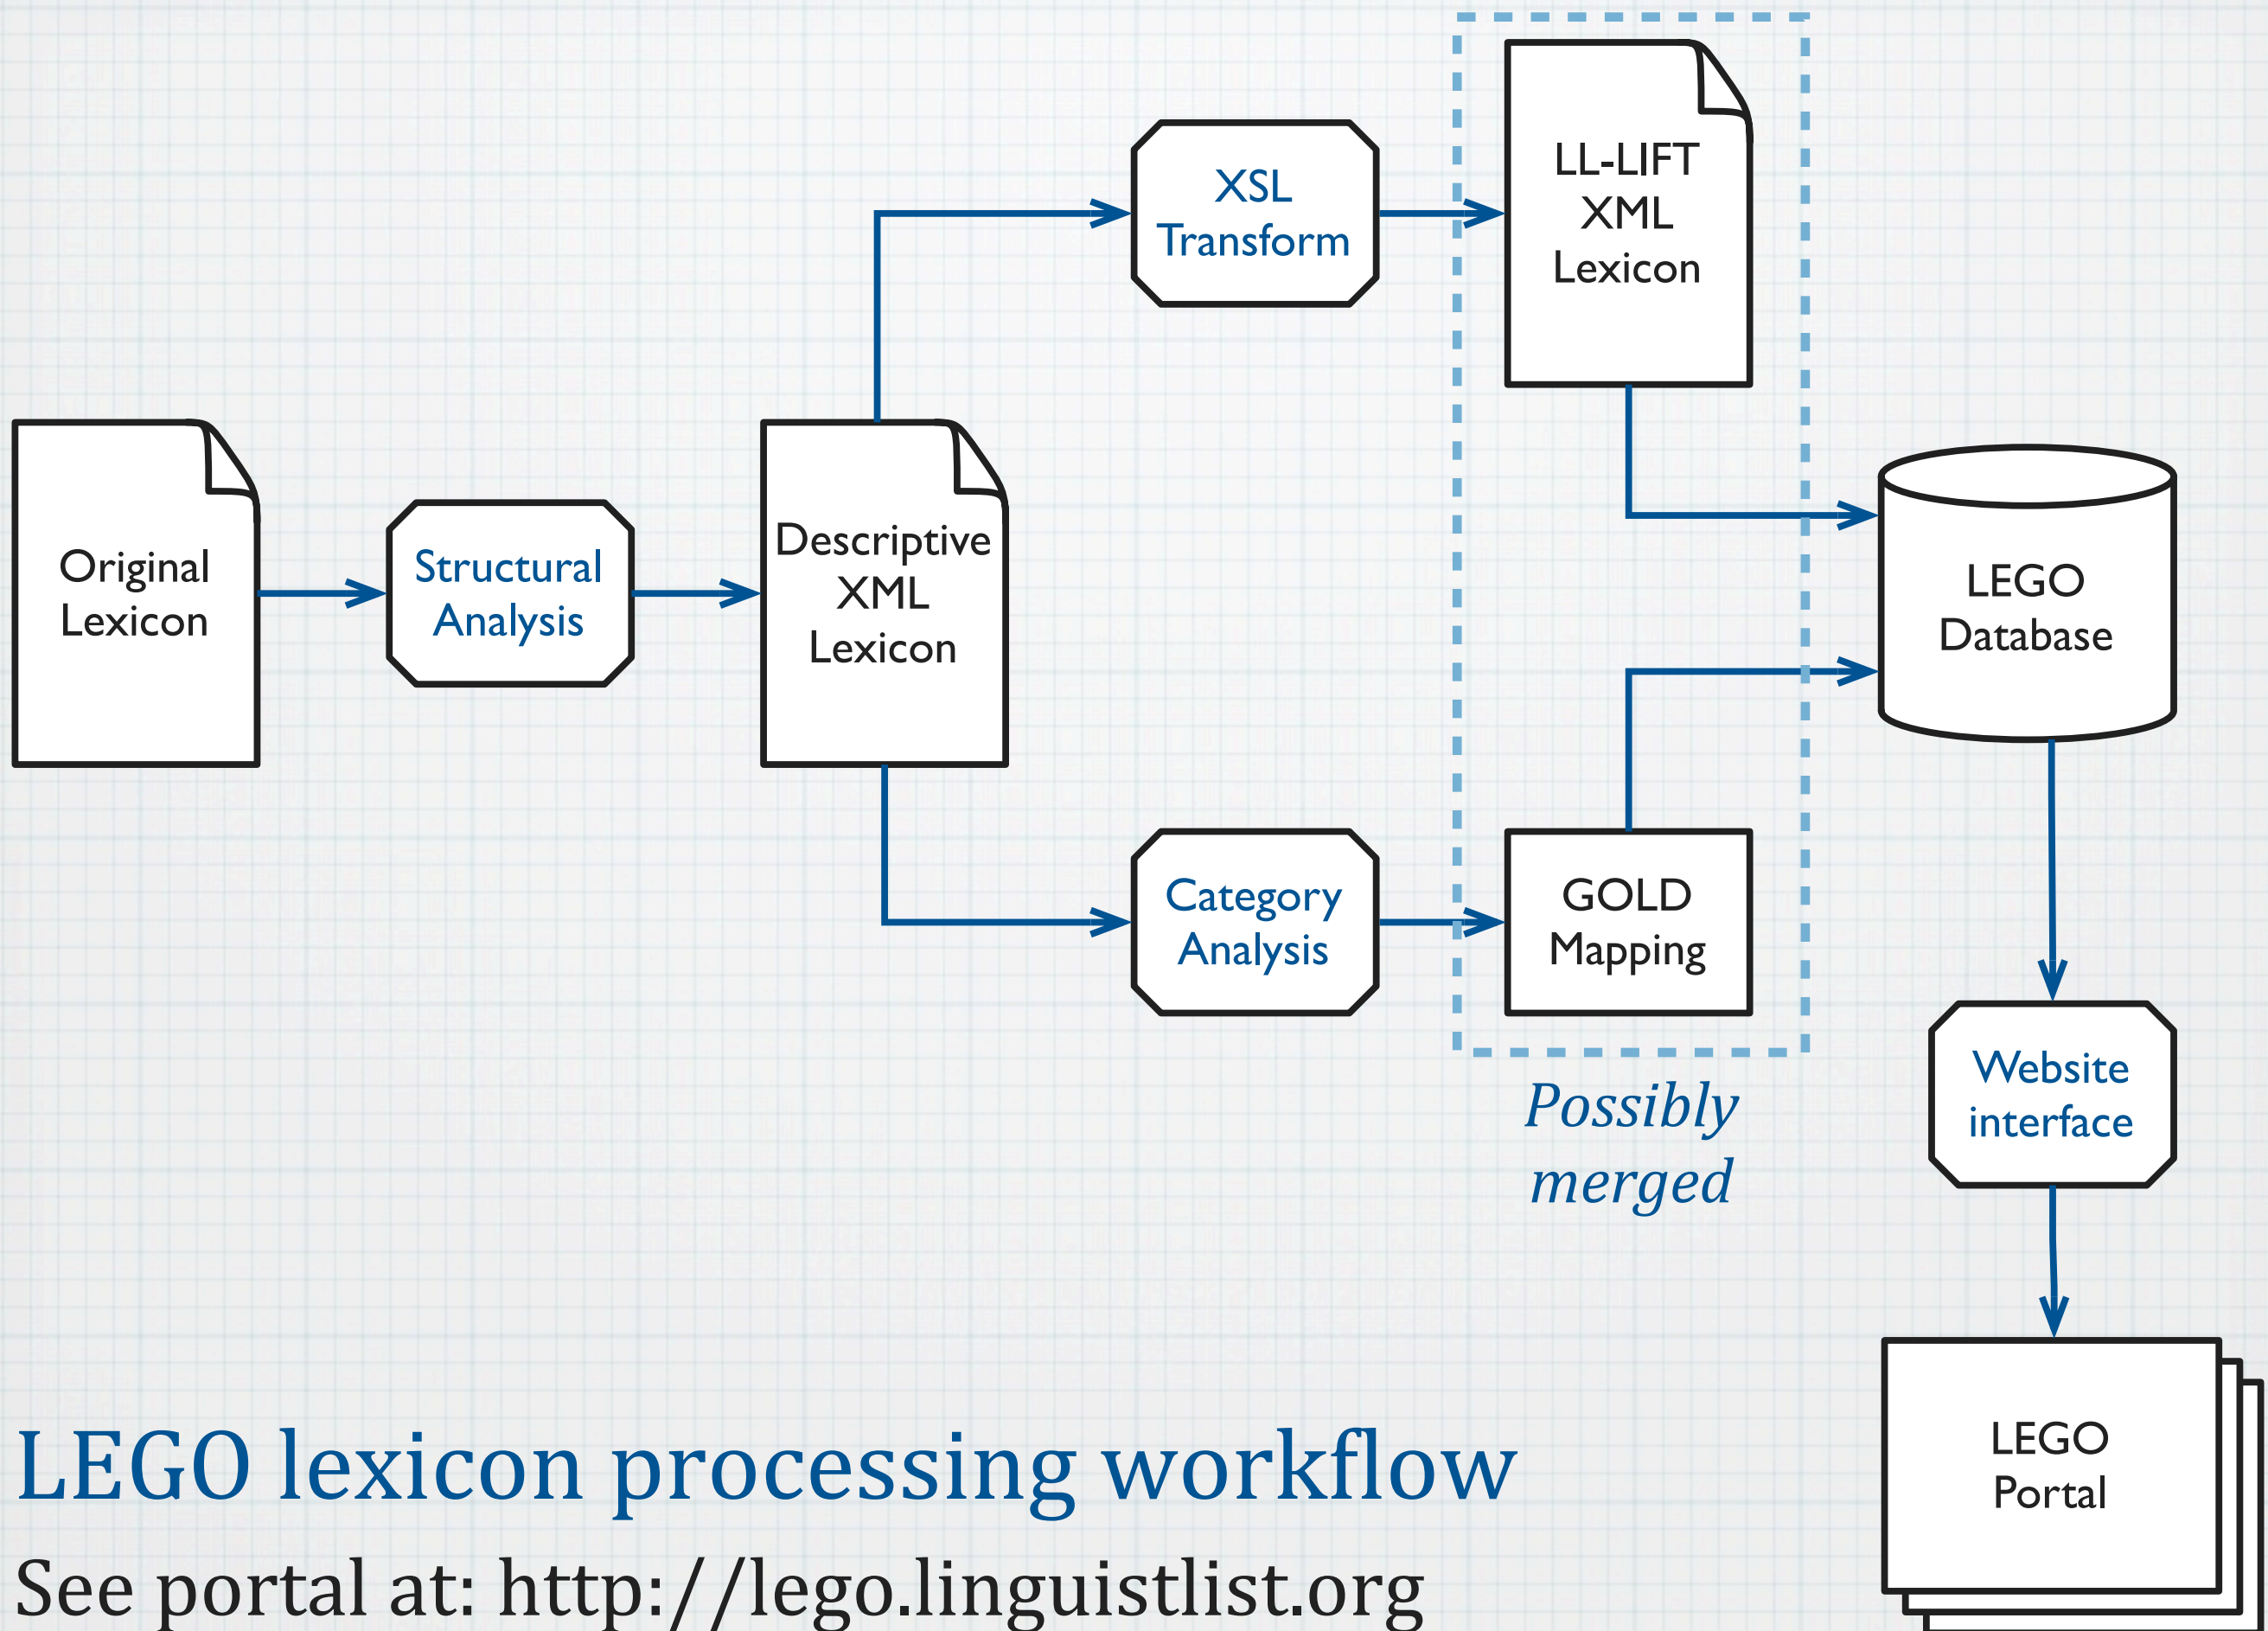 Original
Lexicon
Structural
Analysis
Descriptive
XML
Lexicon
XSL
Transform
LL-LIFT
XML
Lexicon
Category
Analysis
GOLD
Mapping
Possibly
merged
LEGO
Database
Website
interface
LEGO
Portal
LEGO lexicon processing workflow
See portal at: http://lego.linguistlist.org